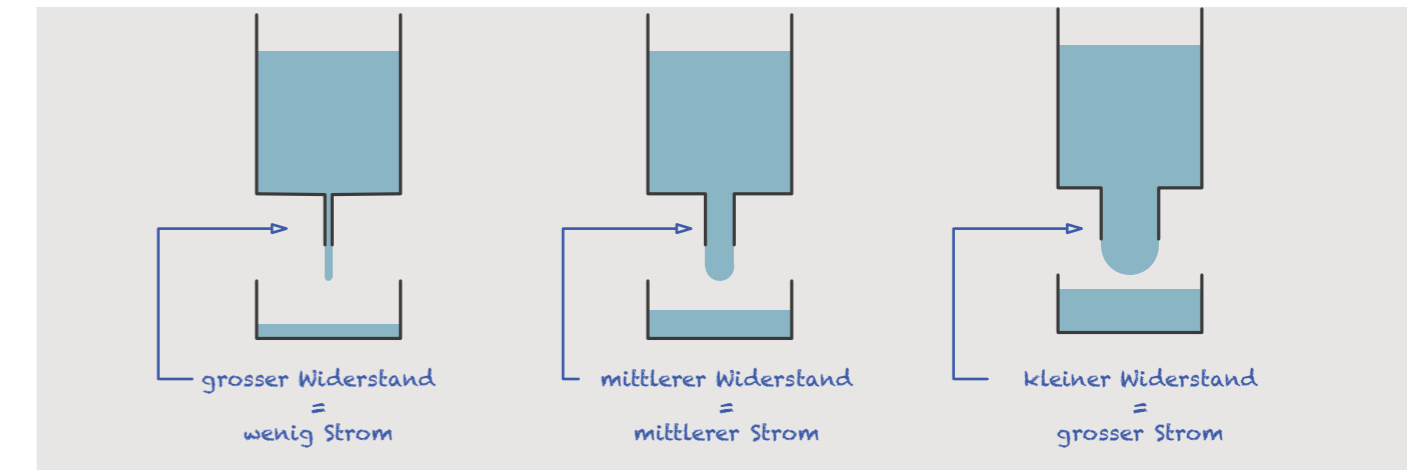 grosser Widerstand
=
wenig Strom
mittlerer Widerstand
=
mittlerer Strom
kleiner Widerstand
=
grosser Strom